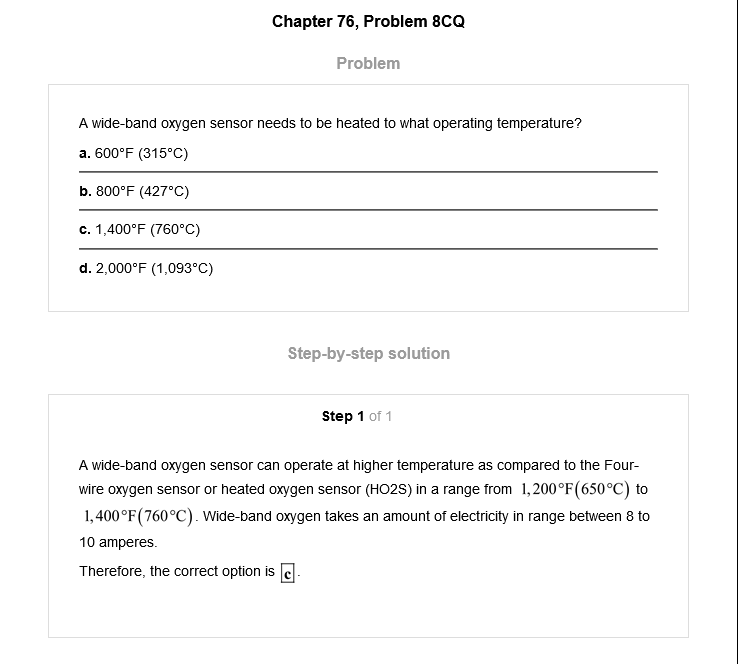 Chapter 76, Problem 8CQ
Problem
A wide-band oxygen sensor needs to be heated to what operating temperature?
a. 600°F (315°C)
b. 800°F (427°C)
c. 1,400°F (760°C)
d. 2,000°F (1,093°C)
Step-by-step solution
Step 1 of 1
A wide-band oxygen sensor can operate at higher temperature as compared to the Four-
wire oxygen sensor or heated oxygen sensor (HO2S) in a range from 1,200°F(650°C) to
1,400°F(760°C). Wide-band oxygen takes an amount of electricity in range between 8 to
10 amperes.
Therefore, the correct option is c.